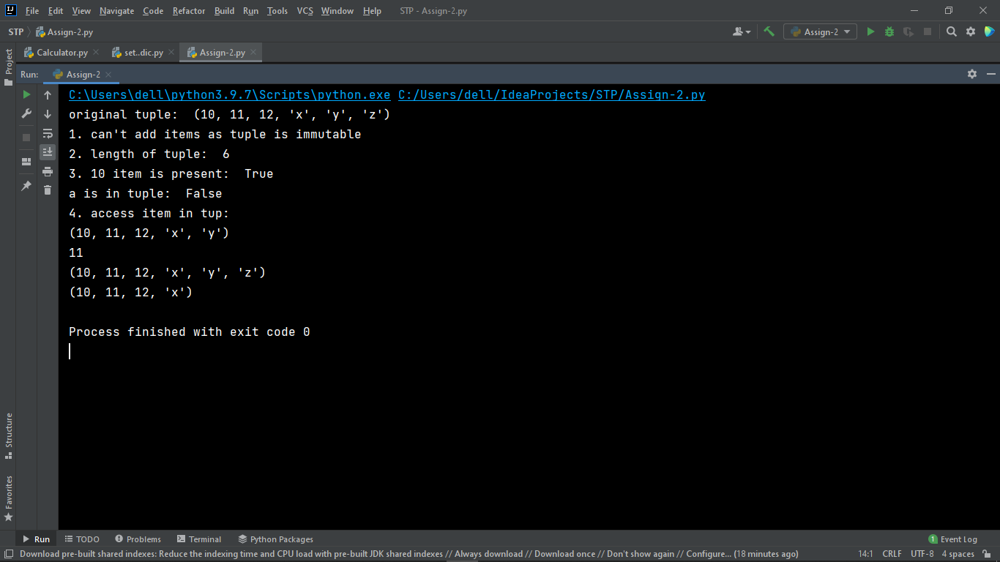 File Edit View Navigate Code Refactor Build Run Tools VCS Window Help STP - Assign-2.py
STP Assign-2.py Assign-2
Calculator.py set..dic.py Assign-2.py
Project
Run: Assign-2
C:\Users\dell\python3.9.7\Scripts\python.exe C:/Users/dell/IdeaProjects/STP/Assign-2.py
original tuple:  (10, 11, 12, 'x', 'y', 'z')
1. can't add items as tuple is immutable
2. length of tuple:  6
3. 10 item is present:  True
a is in tuple:  False
4. access item in tup:
(10, 11, 12, 'x', 'y')
11
(10, 11, 12, 'x', 'y', 'z')
(10, 11, 12, 'x')
Process finished with exit code 0
Structure
Favorites
Run TODO Problems Terminal Python Packages 1 Event Log
Download pre-built shared indexes: Reduce the indexing time and CPU load with pre-built JDK shared indexes // Always download // Download once // Don't show again // Configure... (18 minutes ago) 14:1 CRLF UTF-8 4 spaces